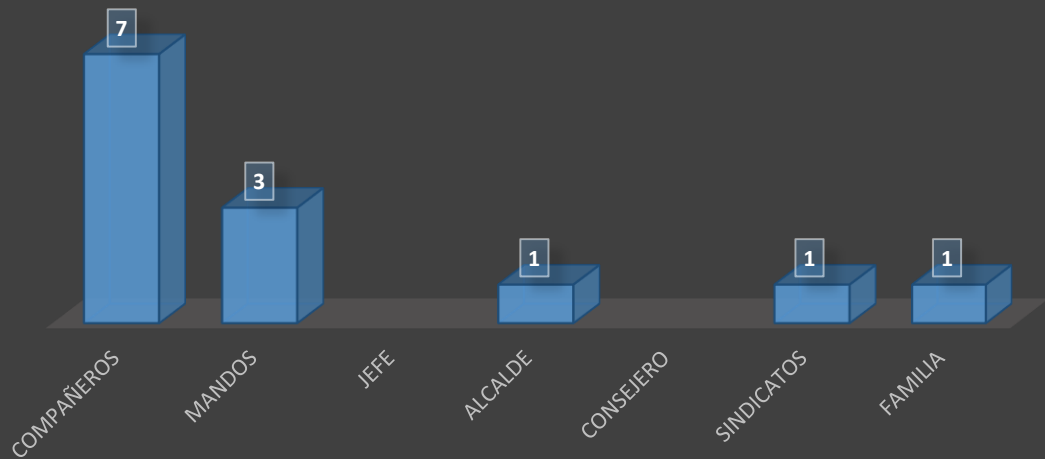 7
3
1
1
1
COMPAÑEROS
MANDOS
JEFE
ALCALDE
CONSEJERO
SINDICATOS
FAMILIA